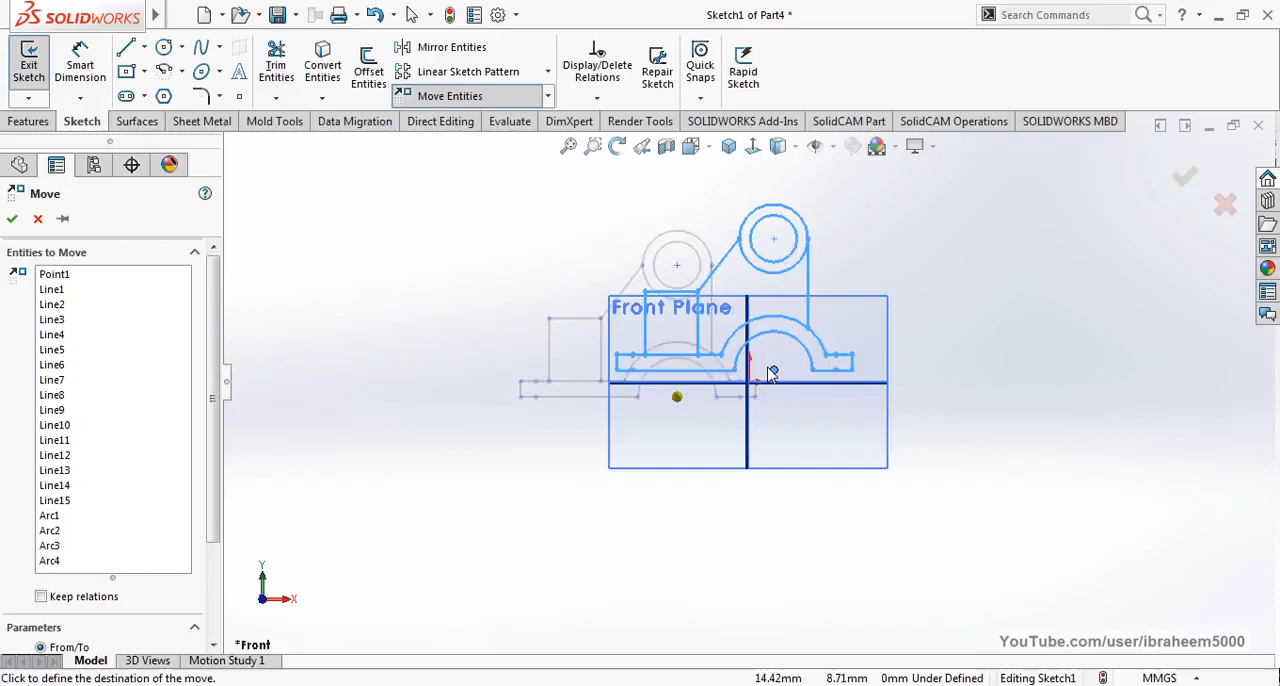 SOLIDWORKS
Sketch1 of Part4 *
Search Commands
Exit Sketch
Smart Dimension
Trim Entities
Convert Entities
Offset Entities
Mirror Entities
Linear Sketch Pattern
Move Entities
Display/Delete Relations
Repair Sketch
Quick Snaps
Rapid Sketch
Features
Sketch
Surfaces
Sheet Metal
Mold Tools
Data Migration
Direct Editing
Evaluate
DimXpert
Render Tools
SOLIDWORKS Add-Ins
SolidCAM Part
SolidCAM Operations
SOLIDWORKS MBD
Move
Entities to Move
Point1
Line1
Line2
Line3
Line4
Line5
Line6
Line7
Line8
Line9
Line10
Line11
Line12
Line13
Line14
Line15
Arc1
Arc2
Arc3
Arc4
Keep relations
Parameters
From/To
Front Plane
Y
X
*Front
YouTube.com/user/ibraheem5000
Model
3D Views
Motion Study 1
Click to define the destination of the move.
14.42mm
8.71mm
0mm
Under Defined
Editing Sketch1
MMGS